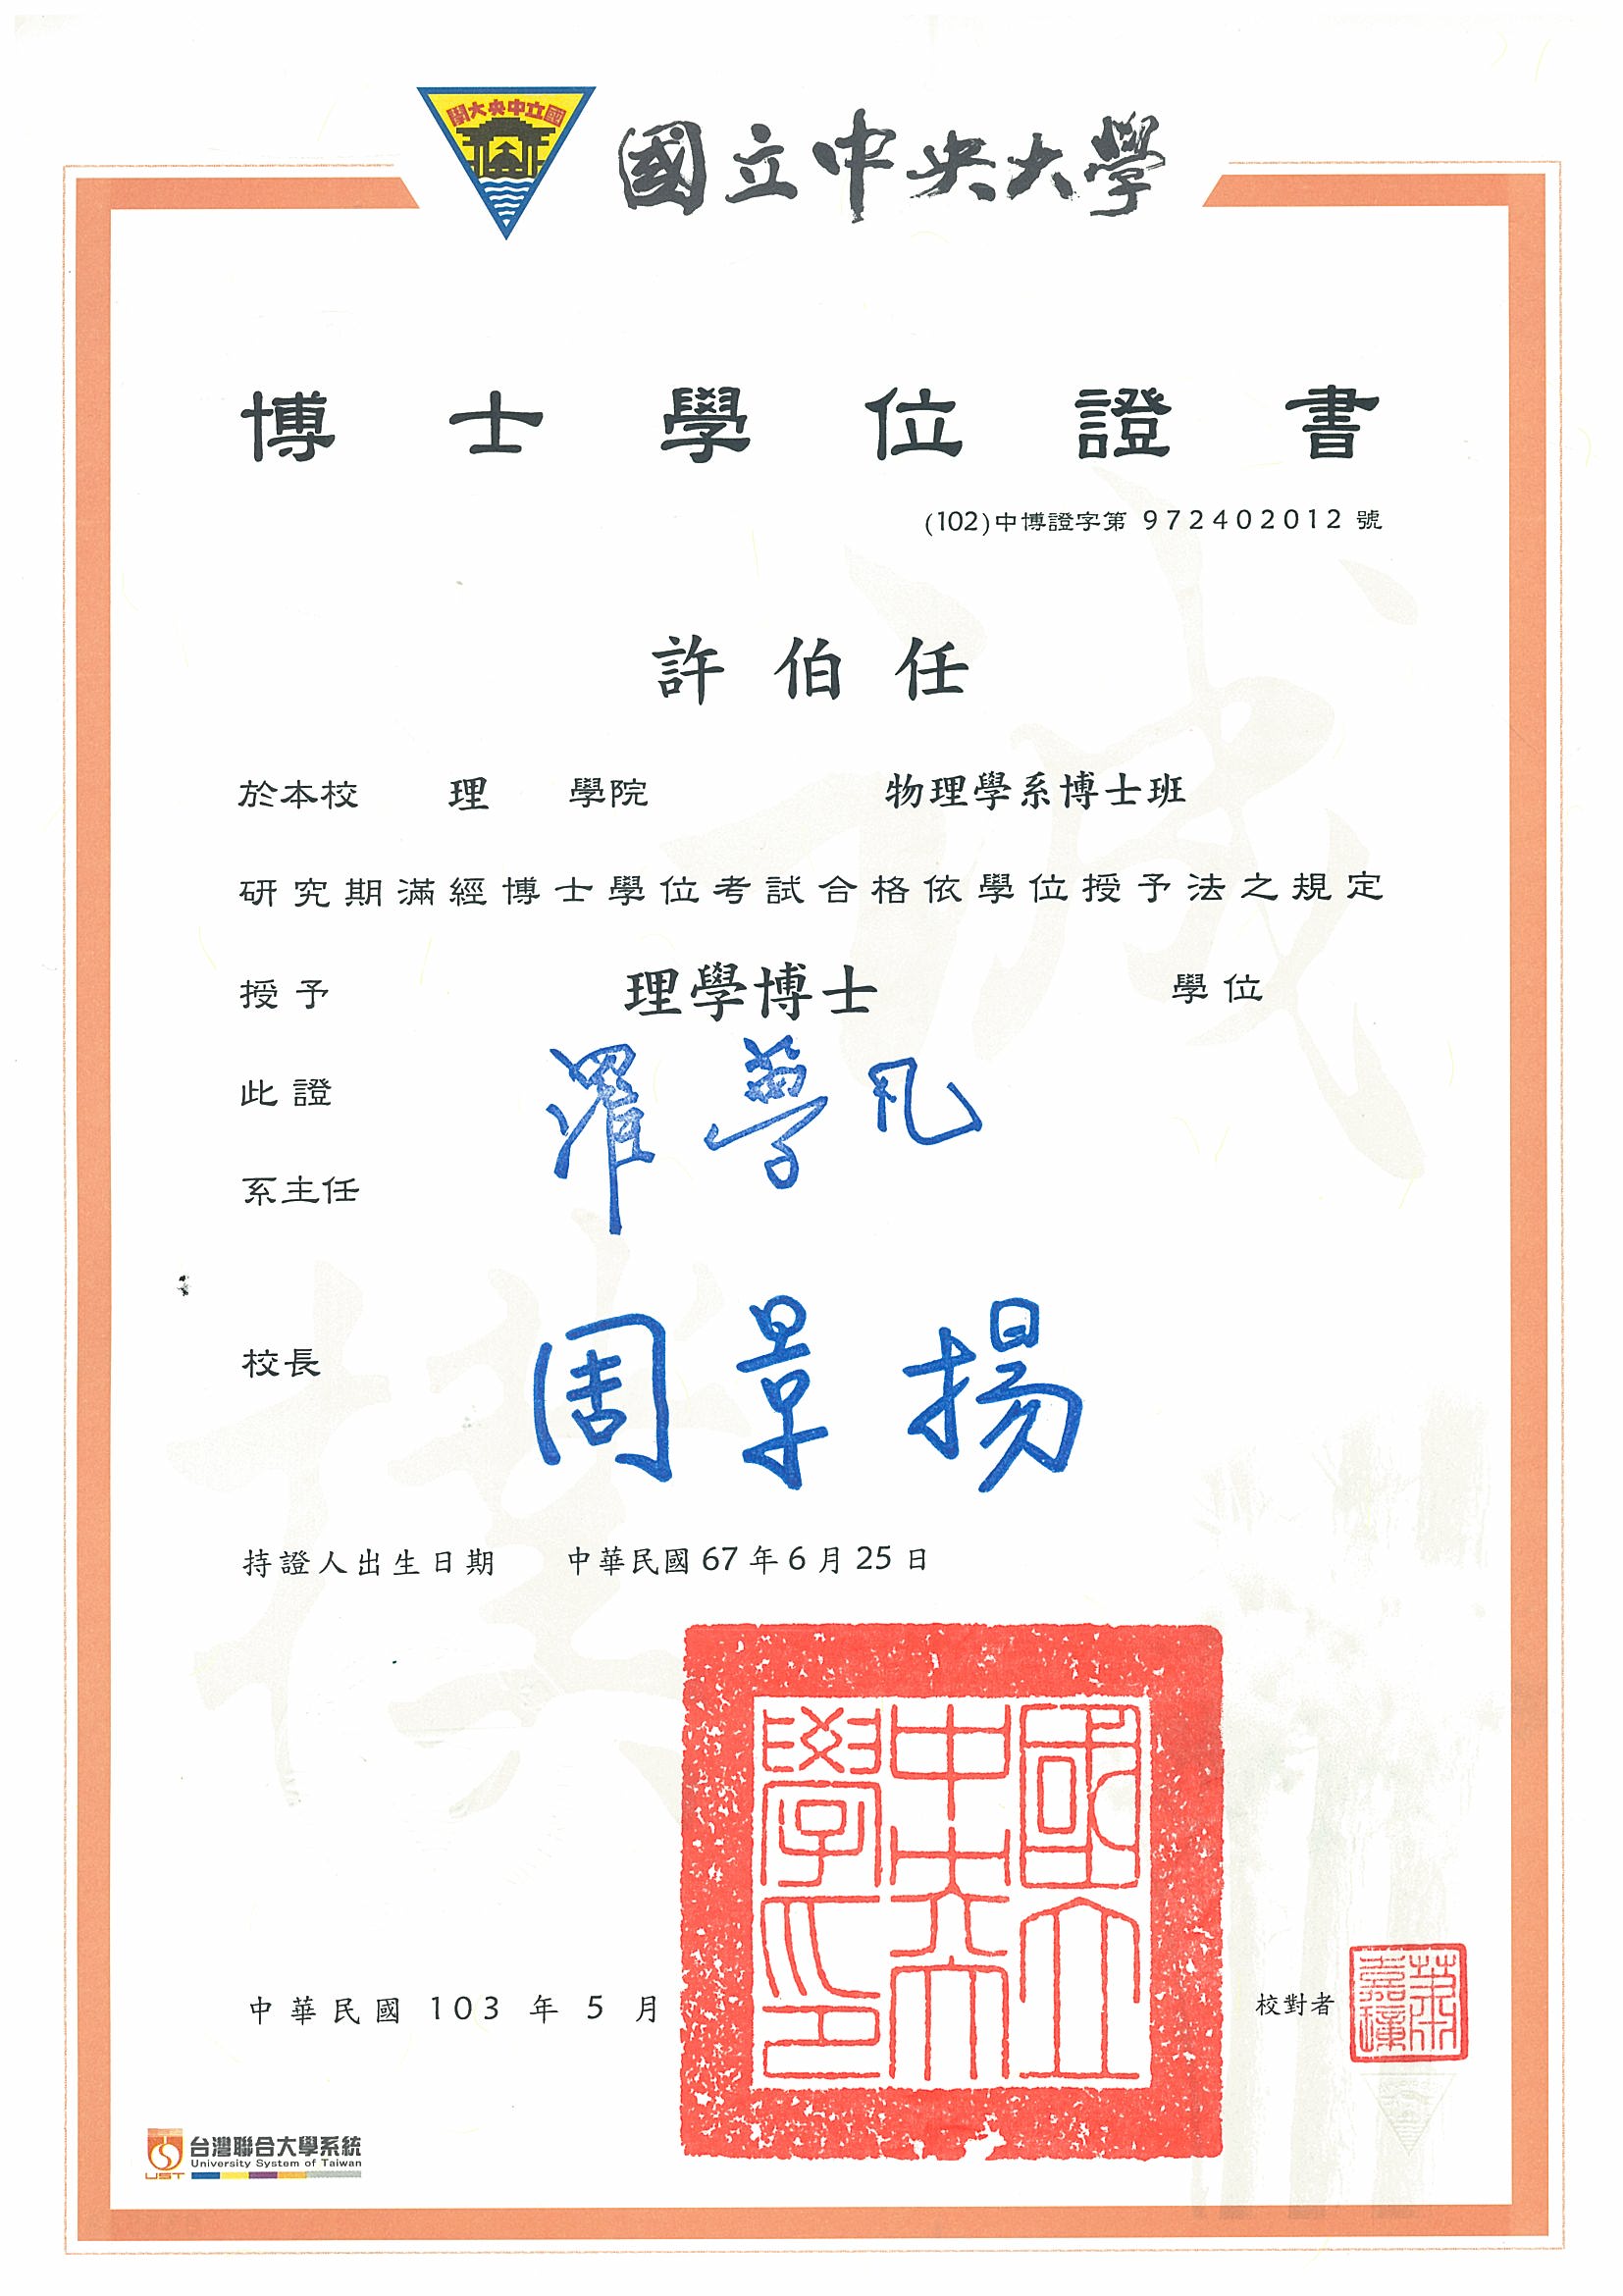 國立中央大學
國立中央大學
博士學位證書
(102)中博證字第 972402012 號
許伯任
於本校 理 學院 物理學系博士班
研究期滿經博士學位考試合格依學位授予法之規定
授予 理學博士 學位
此證
系主任 羅夢凡
校長 周景揚
持證人出生日期 中華民國 67 年 6 月 25 日
國立中央大學印
中華民國 103 年 5 月
校對者
台灣聯合大學系統
University System of Taiwan
UST